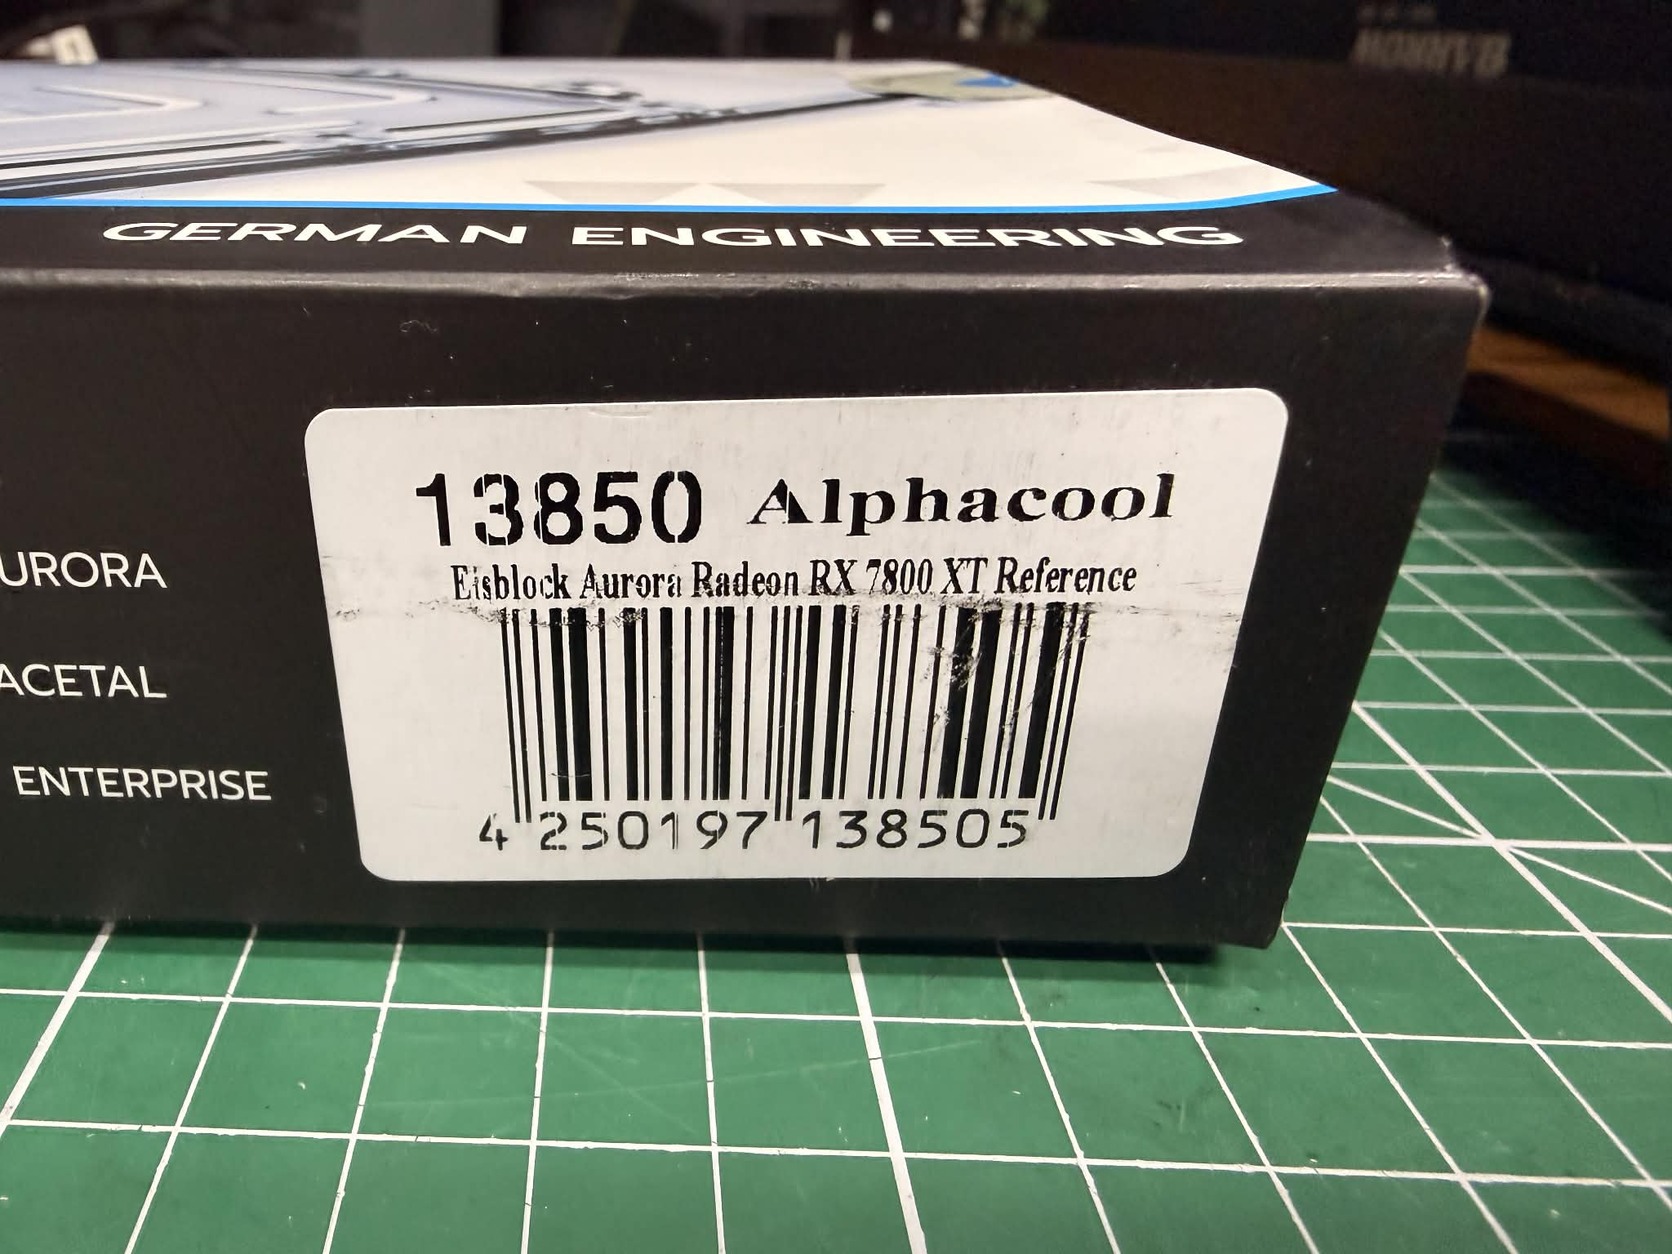 GERMAN ENGINEERING
13850 Alphacool
Eisblock Aurora Radeon RX 7800 XT Reference
4 250197 138505
URORA
ACETAL
ENTERPRISE